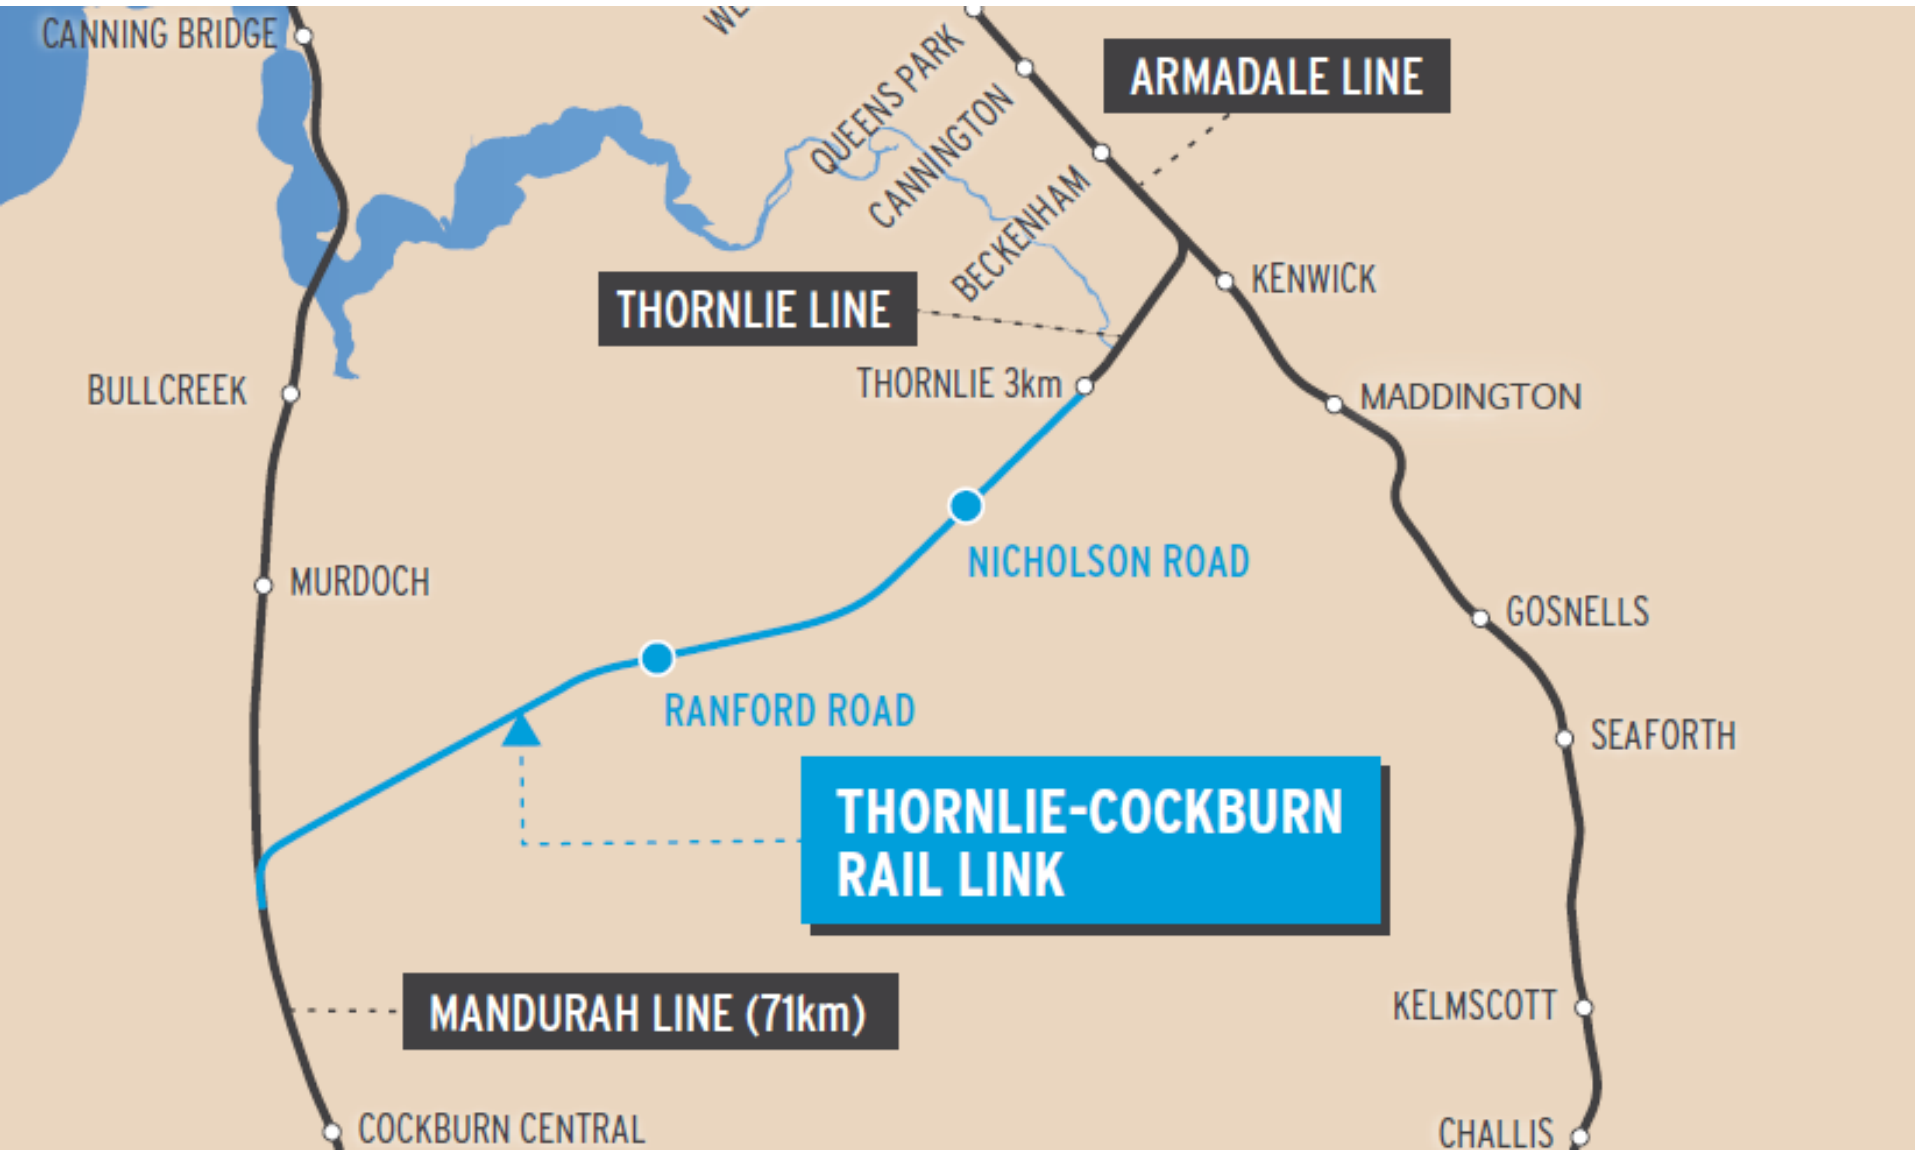 CANNING BRIDGE
WE
QUEENS PARK
CANNINGTON
BECKENHAM
ARMADALE LINE
KENWICK
THORNLIE LINE
THORNLIE 3km
BULLCREEK
MADDINGTON
NICHOLSON ROAD
MURDOCH
GOSNELLS
RANFORD ROAD
SEAFORTH
THORNLIE-COCKBURN
RAIL LINK
MANDURAH LINE (71km)
KELMSCOTT
COCKBURN CENTRAL
CHALLIS